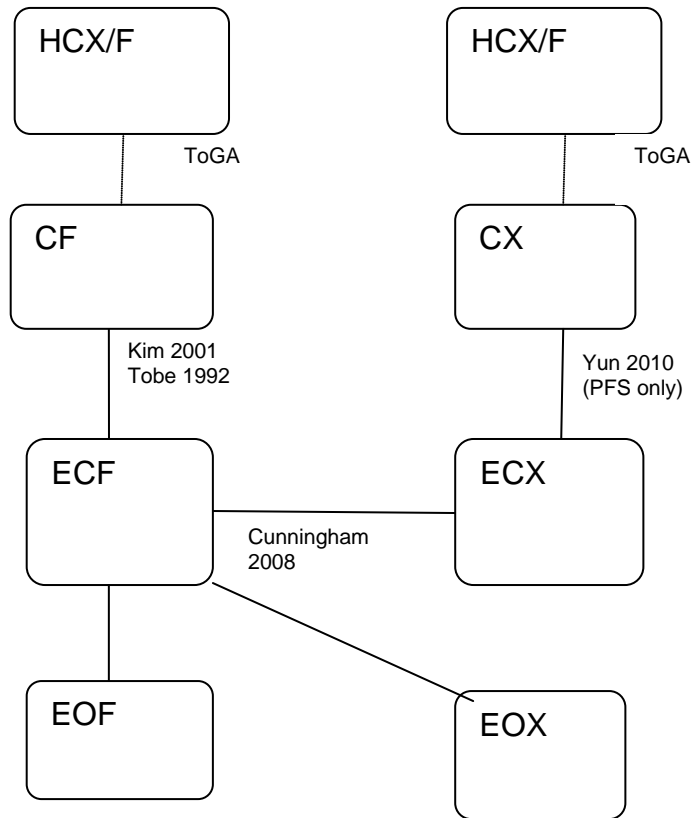 HCX/F
HCX/F
ToGA
ToGA
CF
CX
Kim 2001
Tobe 1992
Yun 2010
(PFS only)
ECF
ECX
Cunningham
2008
EOF
EOX